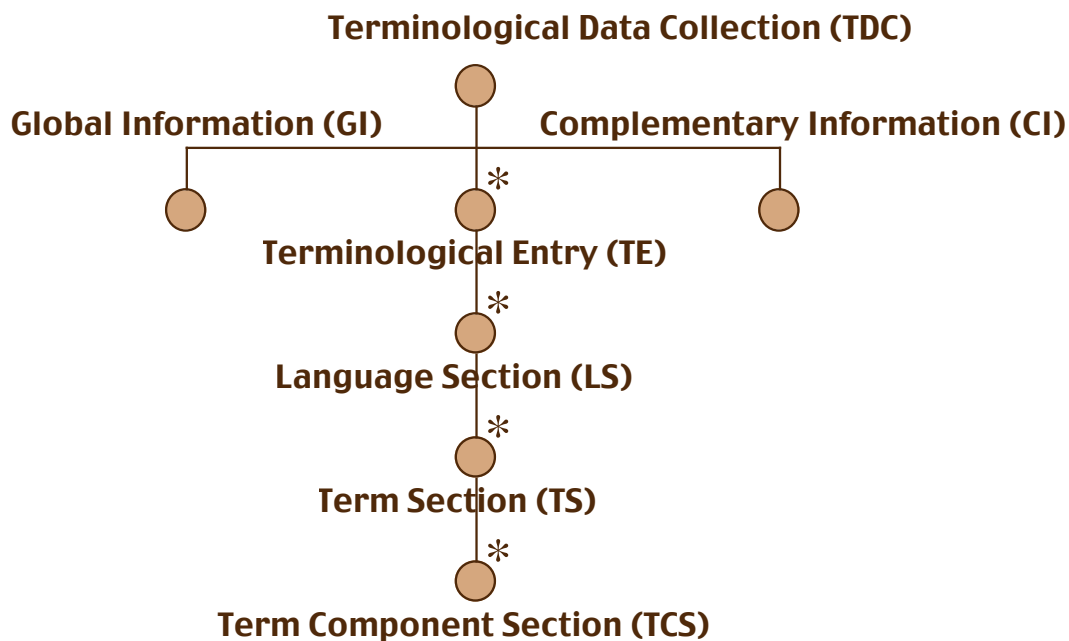 Terminological Data Collection (TDC)
Global Information (GI)
Complementary Information (CI)
*
Terminological Entry (TE)
*
Language Section (LS)
*
Term Section (TS)
*
Term Component Section (TCS)